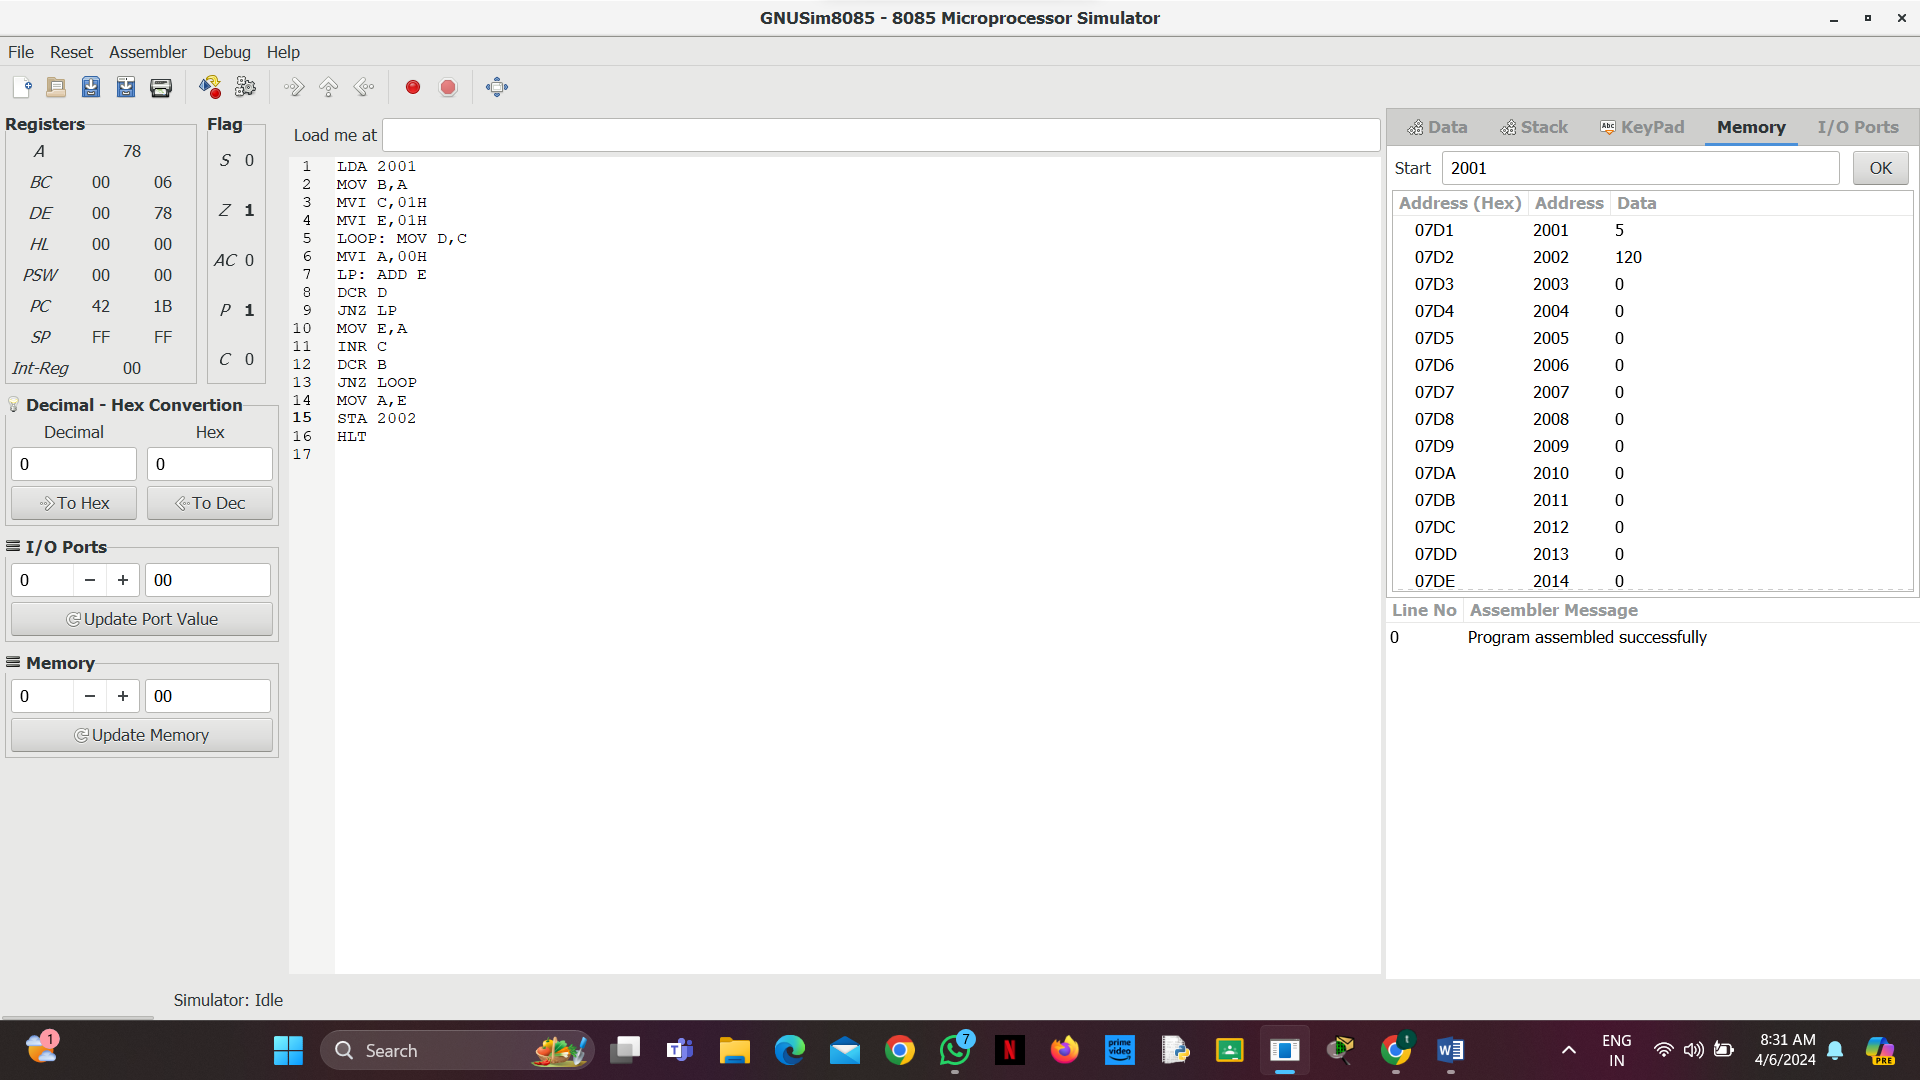 GNUSim8085 - 8085 Microprocessor Simulator
File Reset Assembler Debug Help
Registers
A 78
BC 00 06
DE 00 78
HL 00 00
PSW 00 00
PC 42 1B
SP FF FF
Int-Reg 00
Flag
S 0
Z 1
AC 0
P 1
C 0
Decimal - Hex Convertion
Decimal Hex
0 0
To Hex To Dec
I/O Ports
0 − + 00
Update Port Value
Memory
0 − + 00
Update Memory
Load me at
1 LDA 2001
2 MOV B,A
3 MVI C,01H
4 MVI E,01H
5 LOOP: MOV D,C
6 MVI A,00H
7 LP: ADD E
8 DCR D
9 JNZ LP
10 MOV E,A
11 INR C
12 DCR B
13 JNZ LOOP
14 MOV A,E
15 STA 2002
16 HLT
17
Data Stack Abc KeyPad Memory I/O Ports
Start 2001 OK
Address (Hex) Address Data
07D1 2001 5
07D2 2002 120
07D3 2003 0
07D4 2004 0
07D5 2005 0
07D6 2006 0
07D7 2007 0
07D8 2008 0
07D9 2009 0
07DA 2010 0
07DB 2011 0
07DC 2012 0
07DD 2013 0
07DE 2014 0
Line No Assembler Message
0 Program assembled successfully
Simulator: Idle
1
Search
7
N
prime video
t
W
ENG
IN
8:31 AM
4/6/2024
PRE